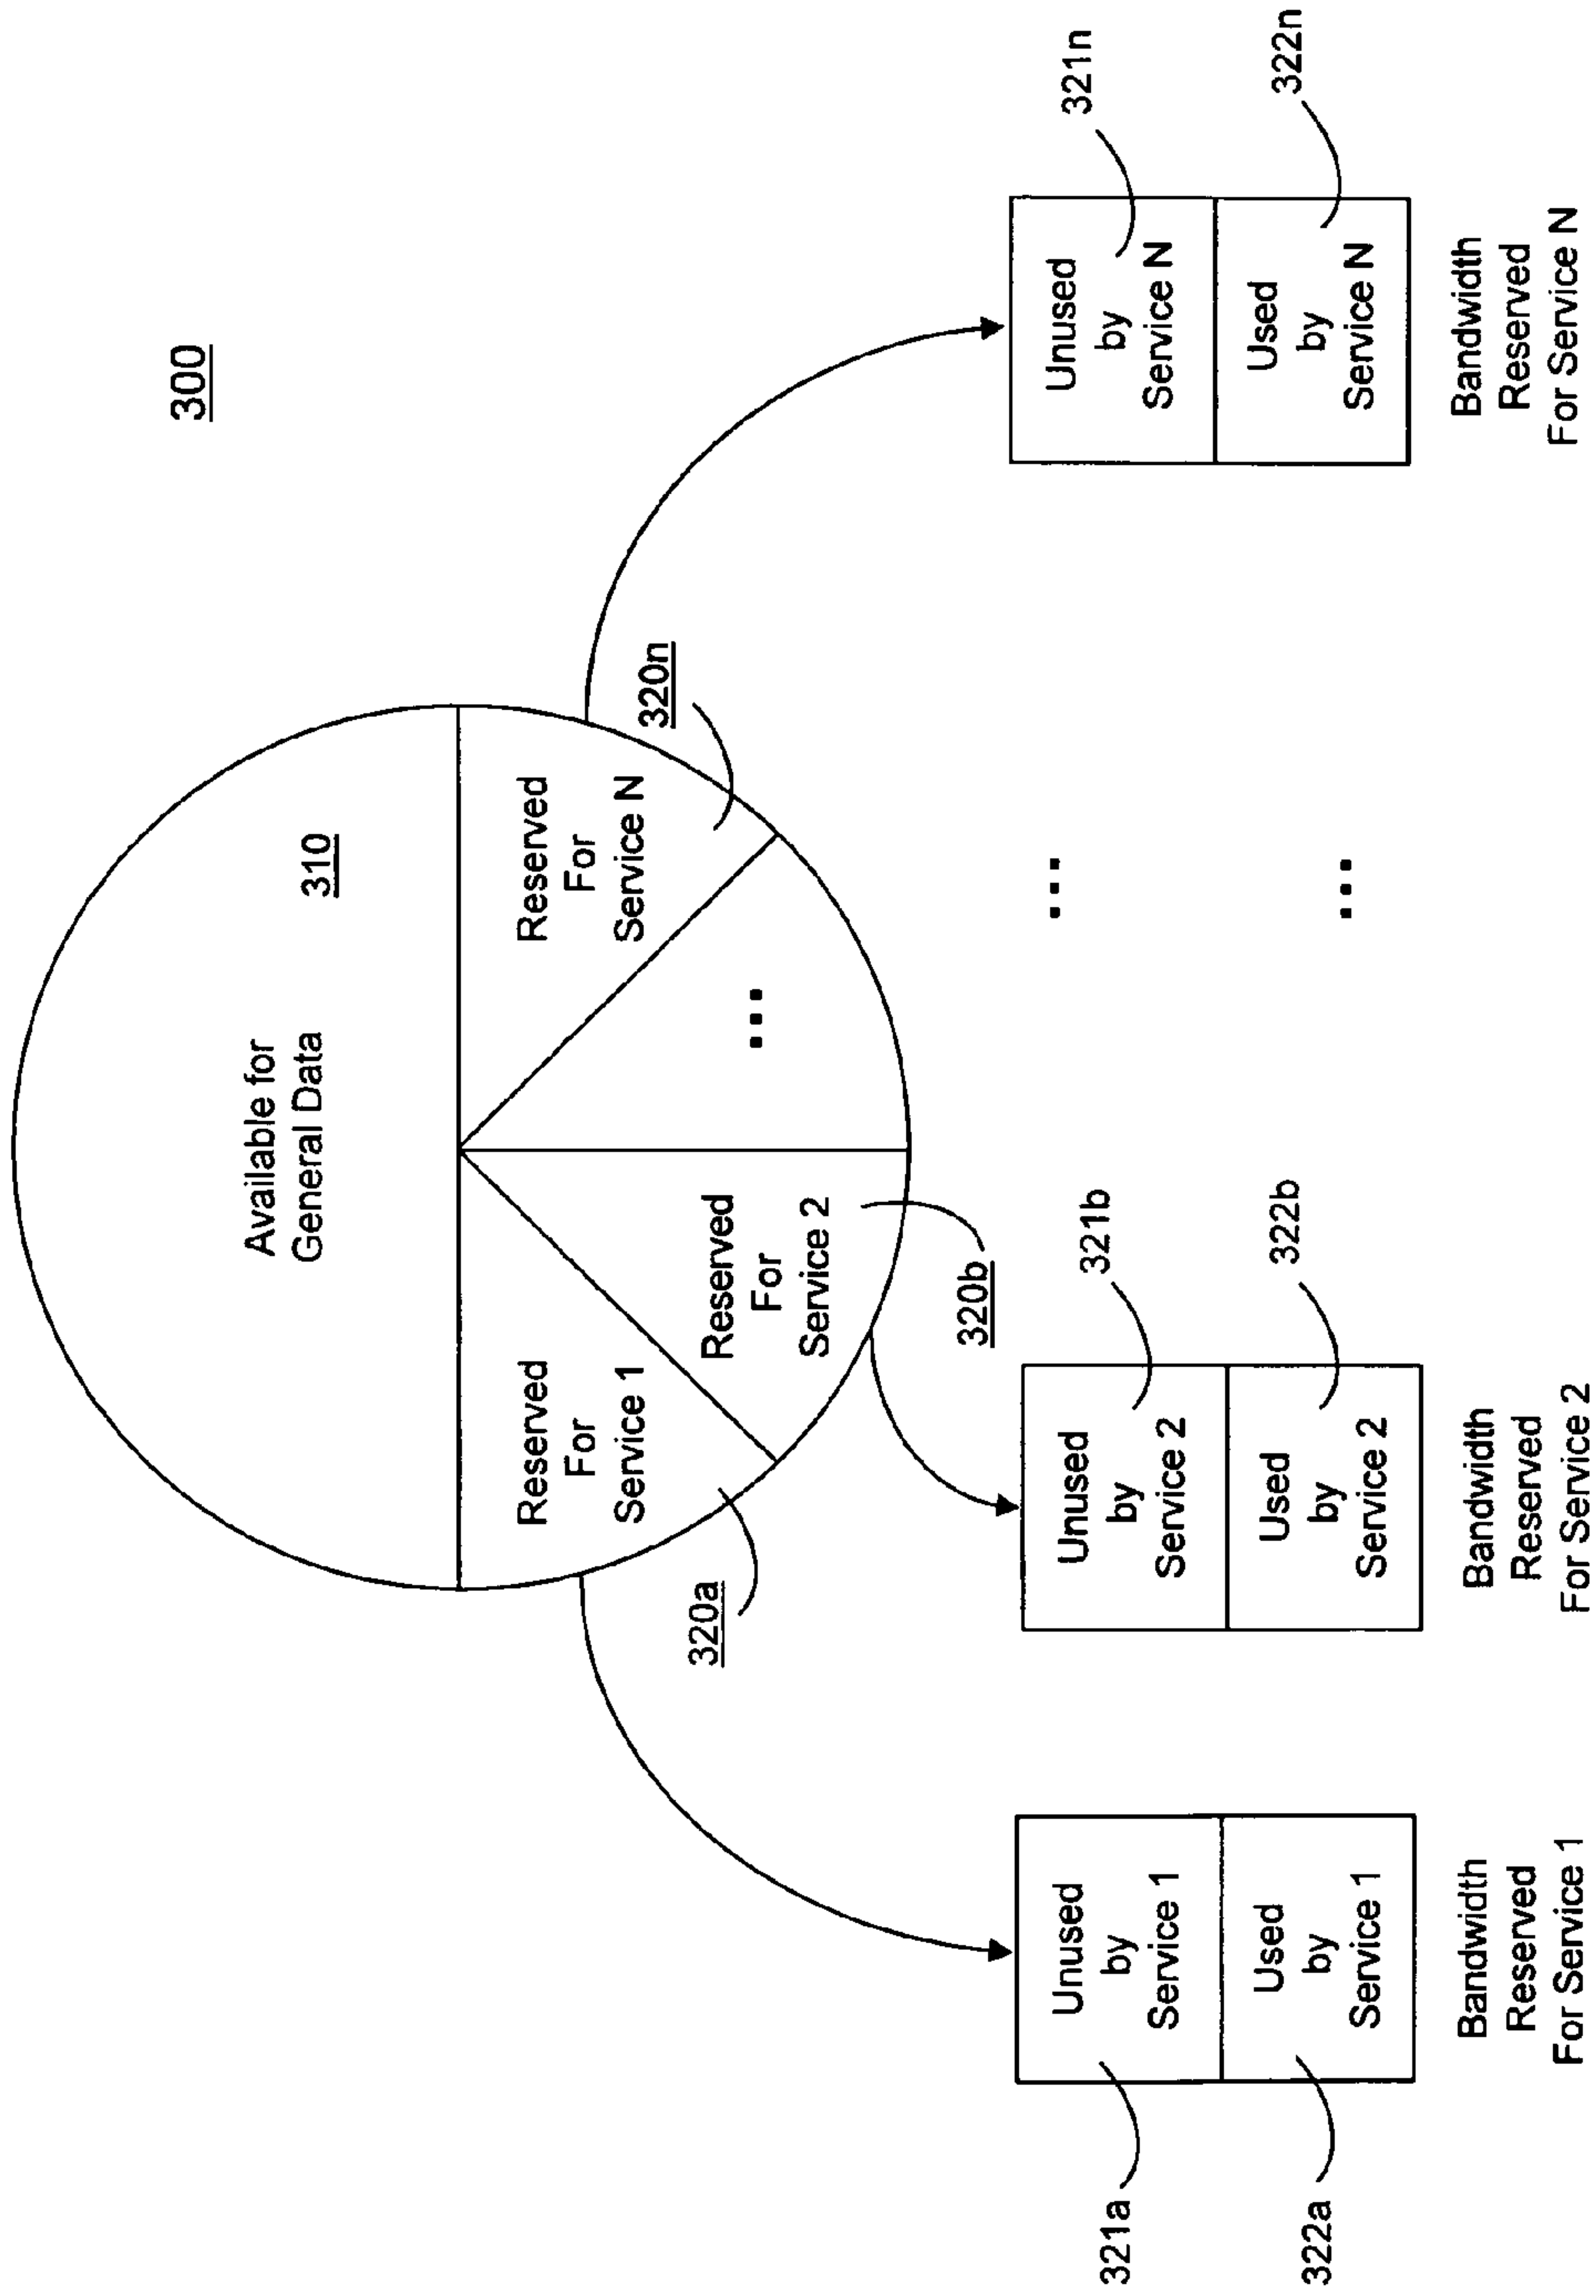 300
Available for
General Data
310
Reserved
For
Service 1
320a
Reserved
For
Service 2
320b
...
Reserved
For
Service N
320n
Unused
by
Service 1
321a
Used
by
Service 1
322a
Bandwidth
Reserved
For Service 1
Unused
by
Service 2
321b
Used
by
Service 2
322b
Bandwidth
Reserved
For Service 2
...
...
Unused
by
Service N
321n
Used
by
Service N
322n
Bandwidth
Reserved
For Service N